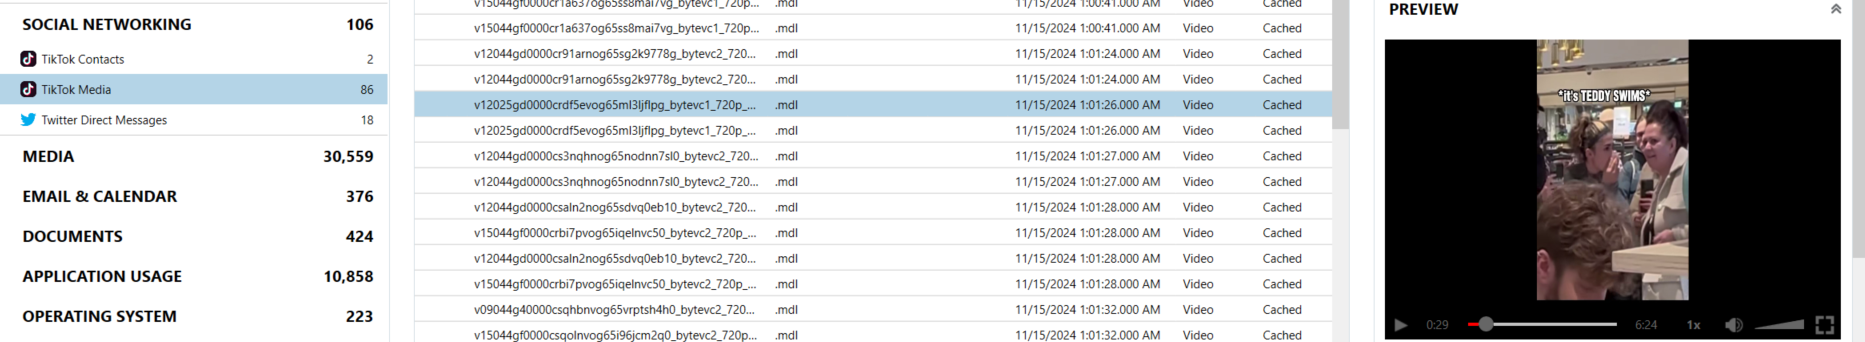 SOCIAL NETWORKING 106
TikTok Contacts 2
TikTok Media 86
Twitter Direct Messages 18
MEDIA 30,559
EMAIL & CALENDAR 376
DOCUMENTS 424
APPLICATION USAGE 10,858
OPERATING SYSTEM 223
v15044gf0000cr1a637og65ss8mai7vg_bytevc1_720p... .mdl 11/15/2024 1:00:41.000 AM Video Cached
v15044gf0000cr1a637og65ss8mai7vg_bytevc1_720p... .mdl 11/15/2024 1:00:41.000 AM Video Cached
v12044gd0000cr91arnog65sg2k9778g_bytevc2_720... .mdl 11/15/2024 1:01:24.000 AM Video Cached
v12044gd0000cr91arnog65sg2k9778g_bytevc2_720... .mdl 11/15/2024 1:01:24.000 AM Video Cached
v12025gd0000crdf5evog65ml3ljflpg_bytevc1_720p_... .mdl 11/15/2024 1:01:26.000 AM Video Cached
v12025gd0000crdf5evog65ml3ljflpg_bytevc1_720p_... .mdl 11/15/2024 1:01:26.000 AM Video Cached
v12044gd0000cs3nqhnog65nodnn7sl0_bytevc2_720... .mdl 11/15/2024 1:01:27.000 AM Video Cached
v12044gd0000cs3nqhnog65nodnn7sl0_bytevc2_720... .mdl 11/15/2024 1:01:27.000 AM Video Cached
v12044gd0000csaln2nog65sdvq0eb10_bytevc2_720... .mdl 11/15/2024 1:01:28.000 AM Video Cached
v15044gf0000crbi7pvog65iqelnvc50_bytevc2_720p_... .mdl 11/15/2024 1:01:28.000 AM Video Cached
v12044gd0000csaln2nog65sdvq0eb10_bytevc2_720... .mdl 11/15/2024 1:01:28.000 AM Video Cached
v15044gf0000crbi7pvog65iqelnvc50_bytevc2_720p_... .mdl 11/15/2024 1:01:28.000 AM Video Cached
v09044g40000csqhbnvog65vrptsh4h0_bytevc2_720... .mdl 11/15/2024 1:01:32.000 AM Video Cached
v15044gf0000csqolnvog65i96jcm2q0_bytevc2_720p... .mdl 11/15/2024 1:01:32.000 AM Video Cached
PREVIEW
*it's TEDDY SWIMS*
0:29 6:24 1x